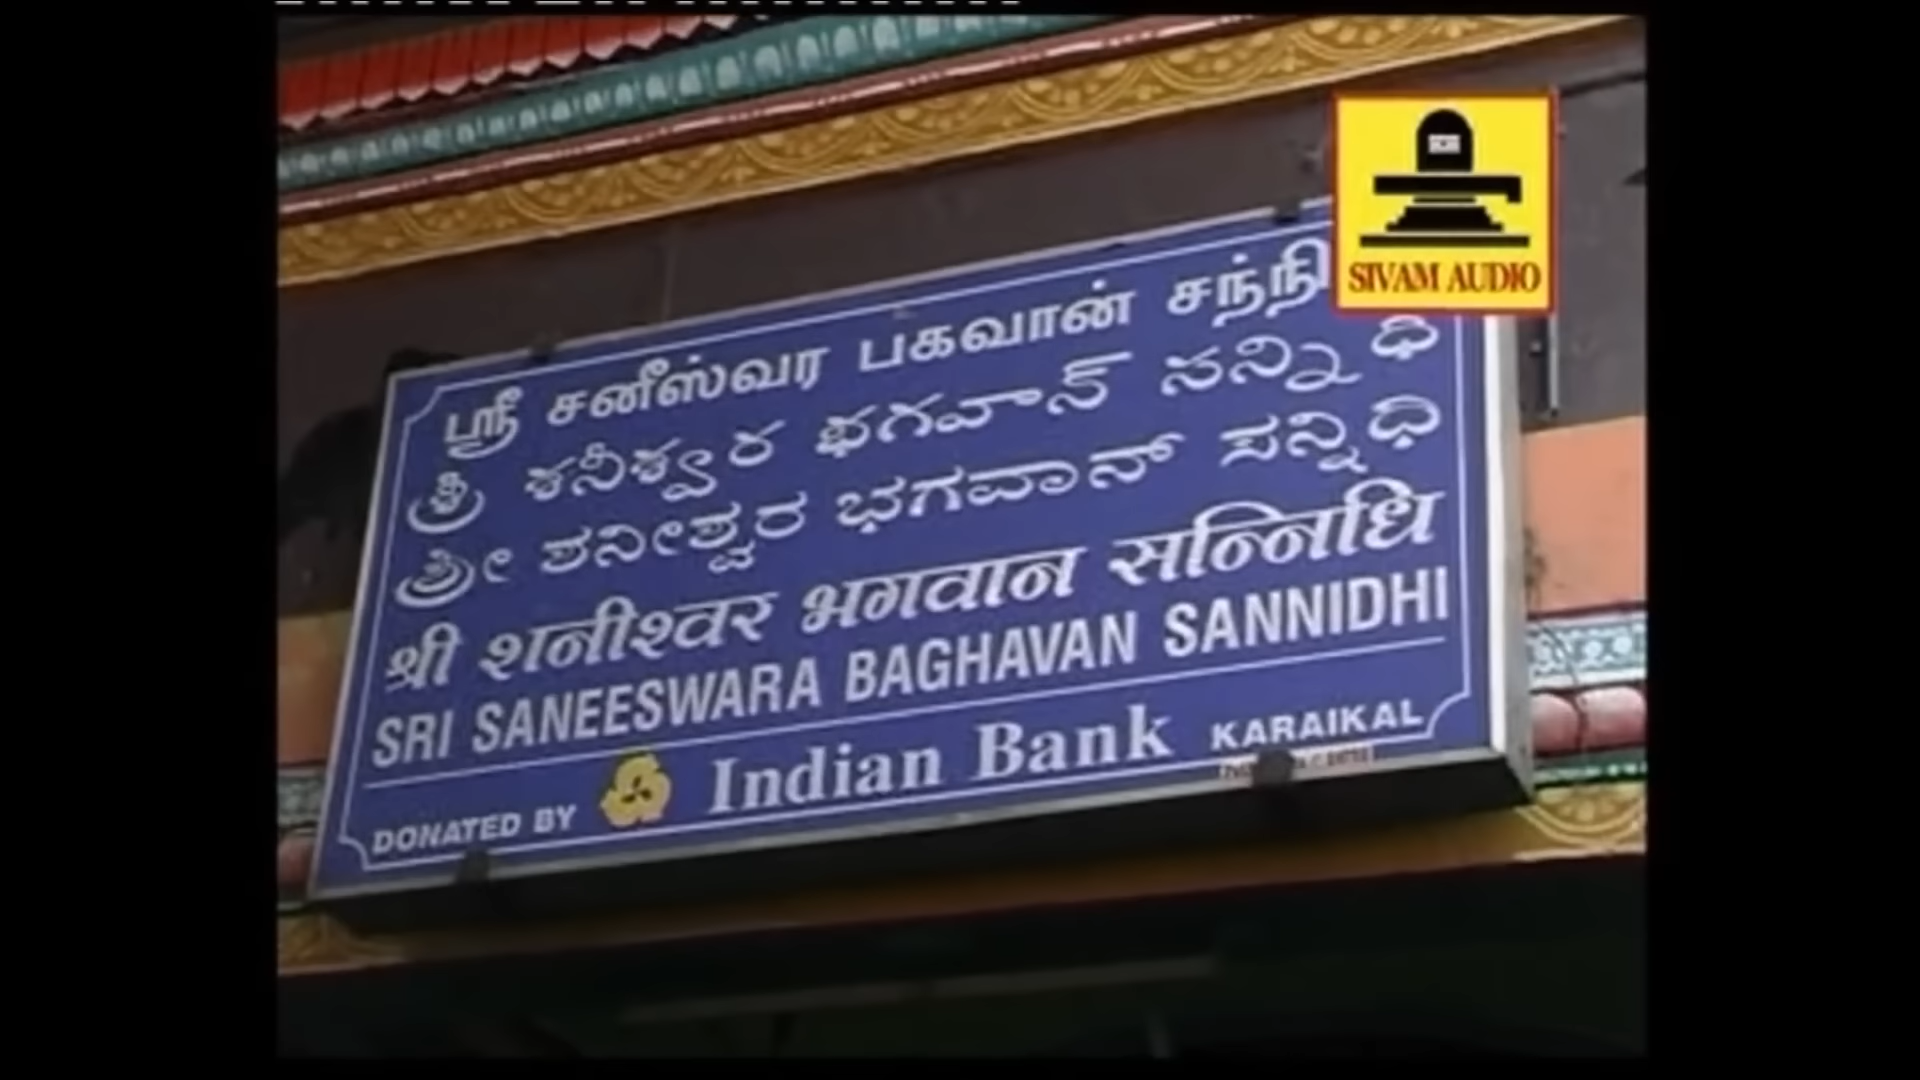 SIVAM AUDIO
ஸ்ரீ சனீஸ்வர பகவான்
శ్రీ శనీశ్వర భగవాన్ సన్నిధి
ಶ್ರೀ ಶನೀಶ್ವರ ಭಗವಾನ್ ಸನ್ನಿಧಿ
श्री शनीश्वर भगवान सन्निधि
SRI SANEESWARA BAGHAVAN SANNIDHI
DONATED BY Indian Bank KARAIKAL